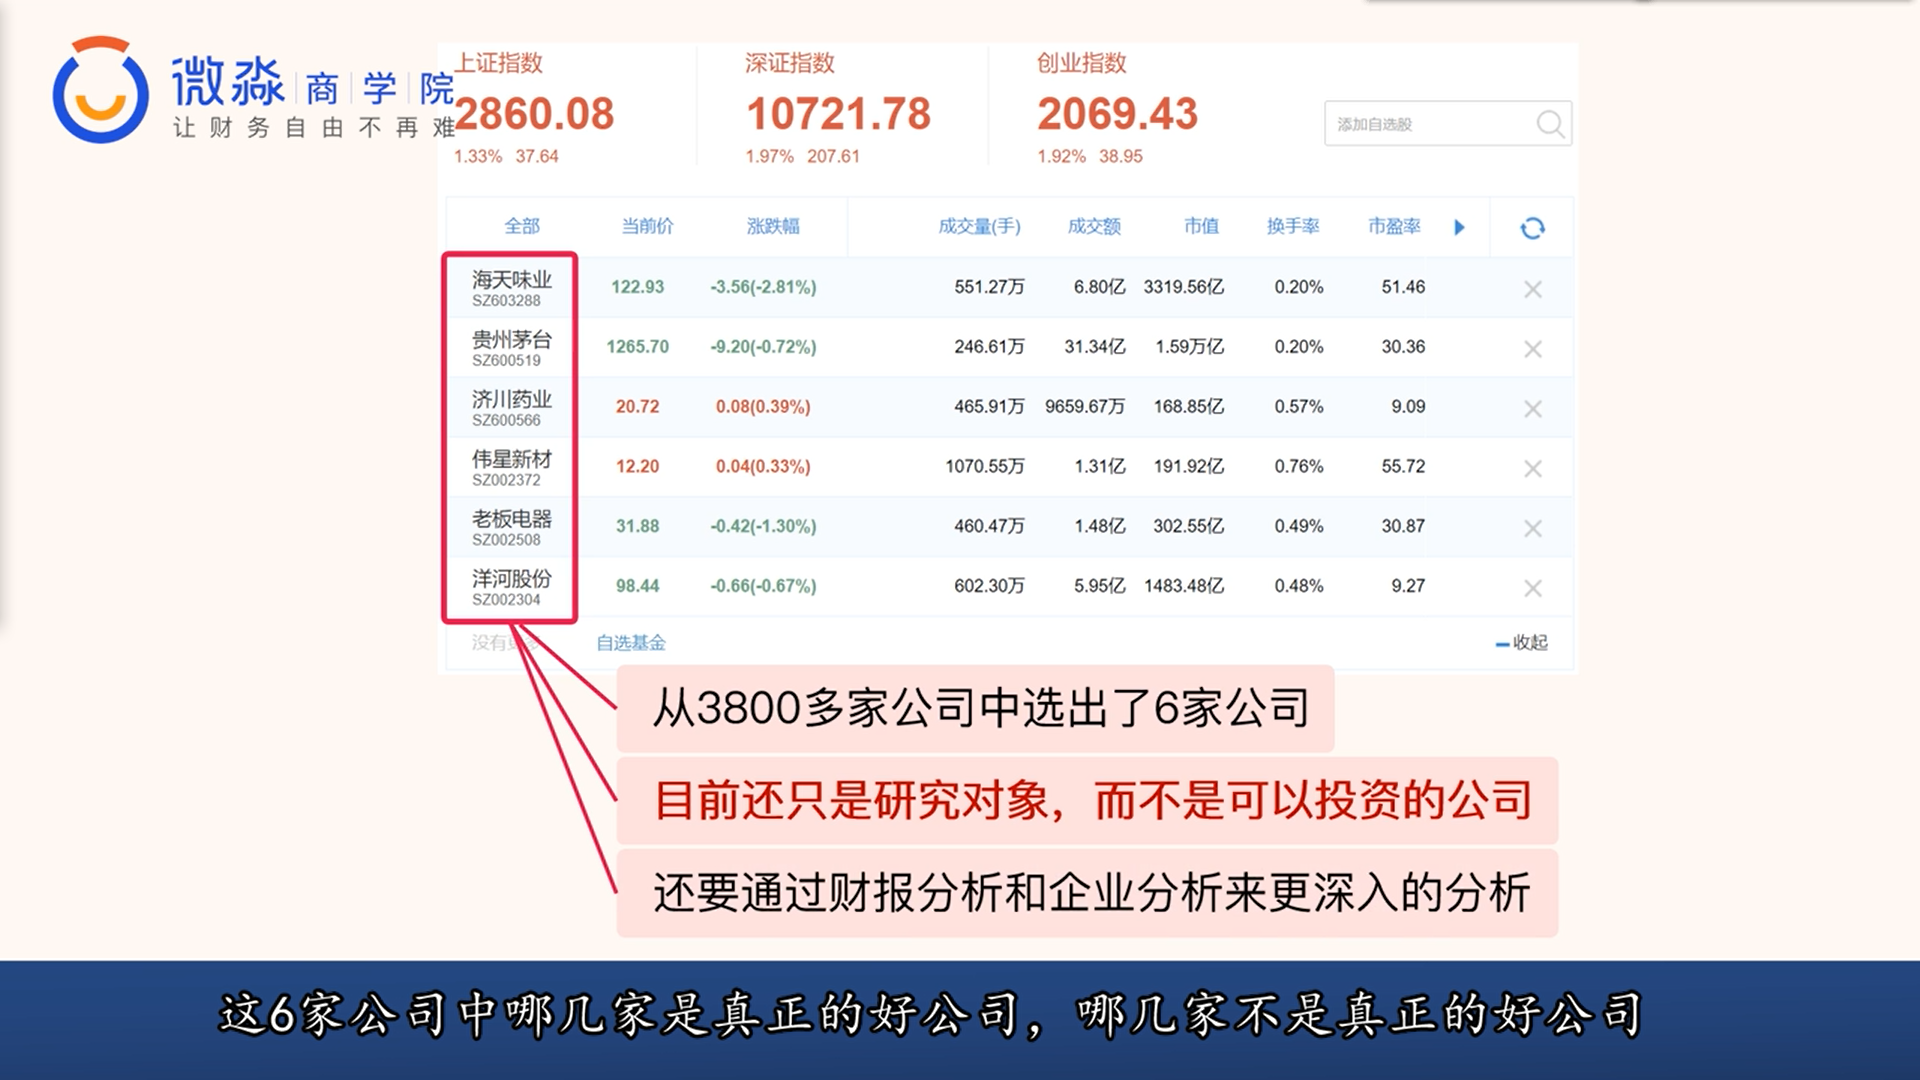 微淼 商 学 院
让财务自由不再难
上证指数 深证指数 创业指数
2860.08 10721.78 2069.43
添加自选股
1.33% 37.64 1.97% 207.61 1.92% 38.95
全部 当前价 涨跌幅 成交量(手) 成交额 市值 换手率 市盈率
海天味业 122.93 -3.56(-2.81%) 551.27万 6.80亿 3319.56亿 0.20% 51.46
SZ603288
贵州茅台 1265.70 -9.20(-0.72%) 246.61万 31.34亿 1.59万亿 0.20% 30.36
SZ600519
济川药业 20.72 0.08(0.39%) 465.91万 9659.67万 168.85亿 0.57% 9.09
SZ600566
伟星新材 12.20 0.04(0.33%) 1070.55万 1.31亿 191.92亿 0.76% 55.72
SZ002372
老板电器 31.88 -0.42(-1.30%) 460.47万 1.48亿 302.55亿 0.49% 30.87
SZ002508
洋河股份 98.44 -0.66(-0.67%) 602.30万 5.95亿 1483.48亿 0.48% 9.27
SZ002304
没有 自选基金 收起
从3800多家公司中选出了6家公司
目前还只是研究对象，而不是可以投资的公司
还要通过财报分析和企业分析来更深入的分析
这6家公司中哪几家是真正的好公司，哪几家不是真正的好公司